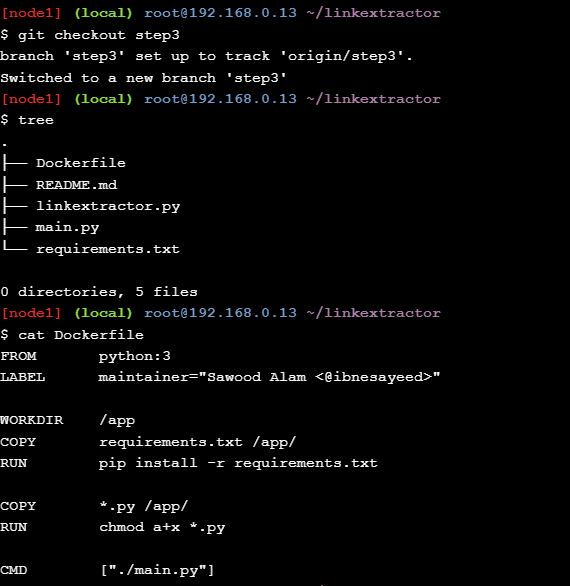 [node1] (local) root@192.168.0.13 ~/linkextractor
$ git checkout step3
branch 'step3' set up to track 'origin/step3'.
Switched to a new branch 'step3'
[node1] (local) root@192.168.0.13 ~/linkextractor
$ tree
.
├── Dockerfile
├── README.md
├── linkextractor.py
├── main.py
└── requirements.txt

0 directories, 5 files
[node1] (local) root@192.168.0.13 ~/linkextractor
$ cat Dockerfile
FROM       python:3
LABEL      maintainer="Sawood Alam <@ibnesayeed>"

WORKDIR    /app
COPY       requirements.txt /app/
RUN        pip install -r requirements.txt

COPY       *.py /app/
RUN        chmod a+x *.py

CMD        ["./main.py"]